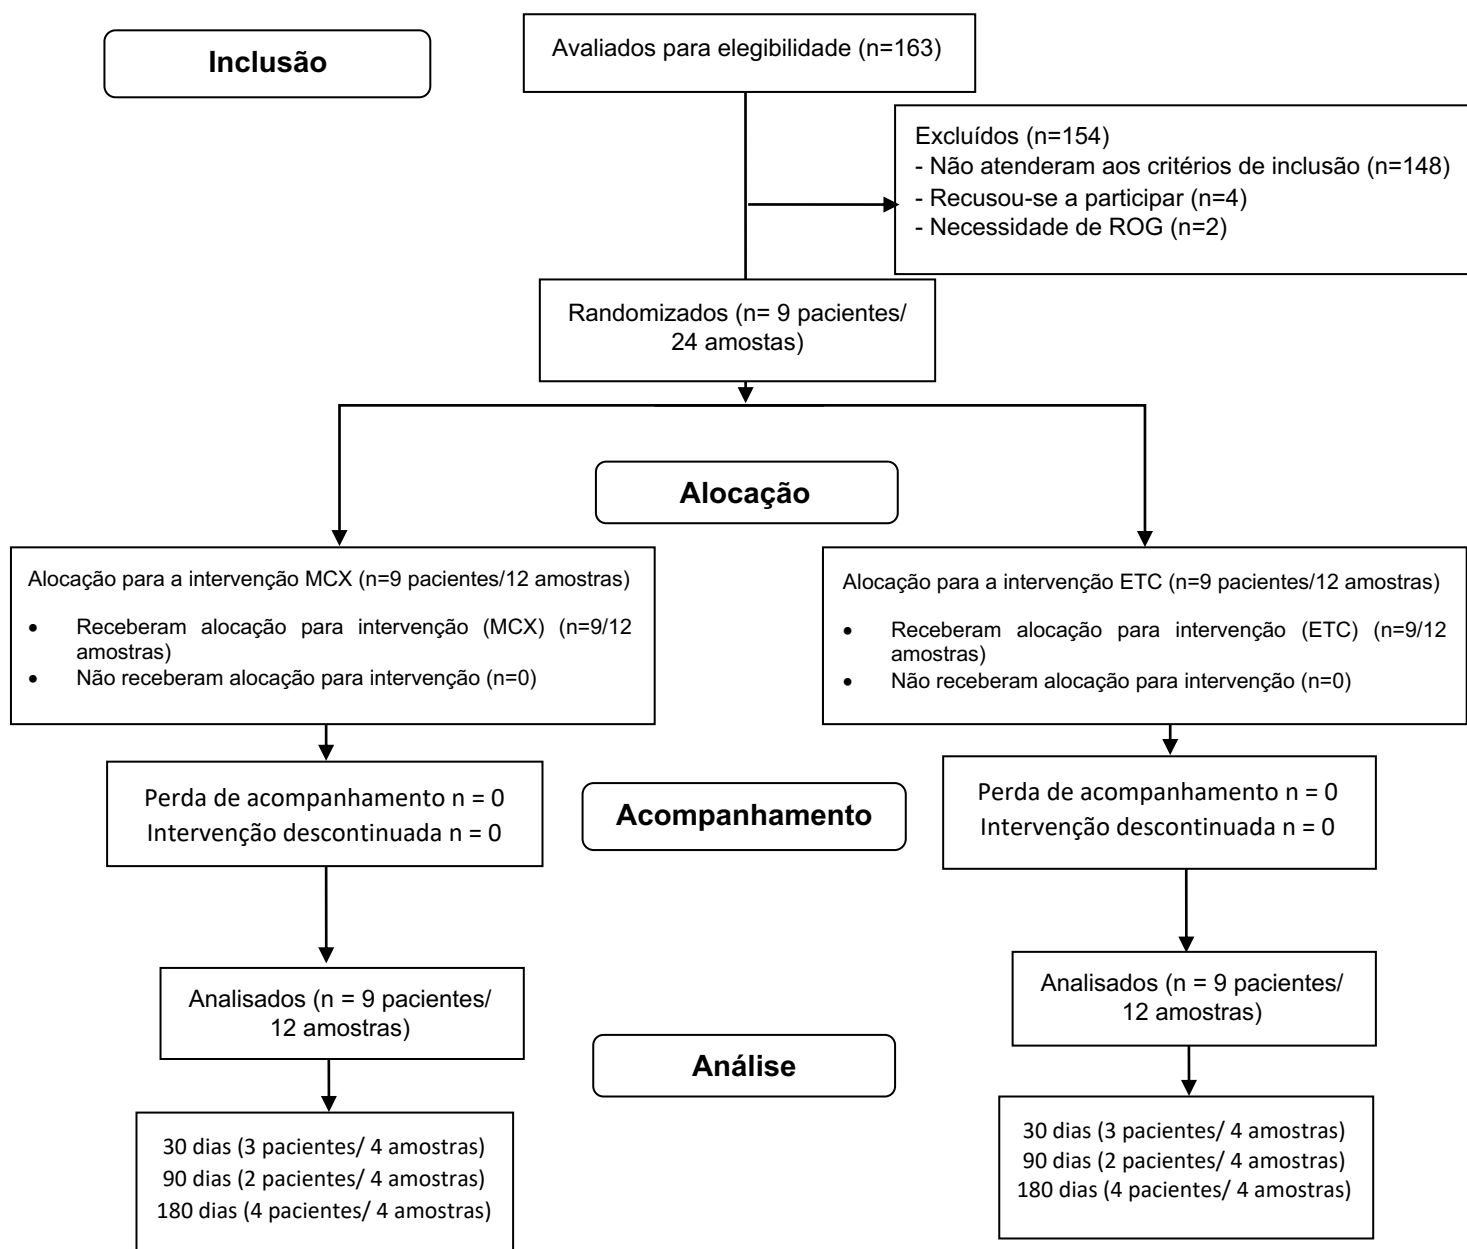 Inclusão
Avaliados para elegibilidade (n=163)
Excluídos (n=154)
- Não atenderam aos critérios de inclusão (n=148)
- Recusou-se a participar (n=4)
- Necessidade de ROG (n=2)
Randomizados (n= 9 pacientes/
24 amostas)
Alocação
Alocação para a intervenção MCX (n=9 pacientes/12 amostras)
• Receberam alocação para intervenção (MCX) (n=9/12
amostras)
• Não receberam alocação para intervenção (n=0)
Alocação para a intervenção ETC (n=9 pacientes/12 amostras)
• Receberam alocação para intervenção (ETC) (n=9/12
amostras)
• Não receberam alocação para intervenção (n=0)
Perda de acompanhamento n = 0
Intervenção descontinuada n = 0
Acompanhamento
Perda de acompanhamento n = 0
Intervenção descontinuada n = 0
Analisados (n = 9 pacientes/
12 amostras)
Analisados (n = 9 pacientes/
12 amostras)
Análise
30 dias (3 pacientes/ 4 amostras)
90 dias (2 pacientes/ 4 amostras)
180 dias (4 pacientes/ 4 amostras)
30 dias (3 pacientes/ 4 amostras)
90 dias (2 pacientes/ 4 amostras)
180 dias (4 pacientes/ 4 amostras)